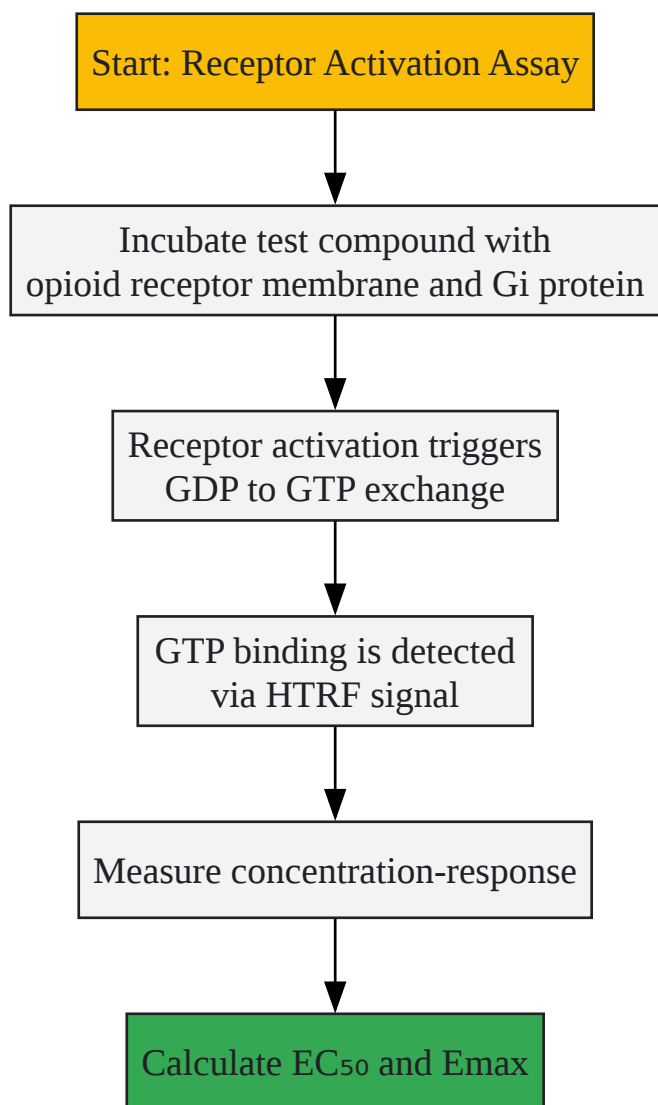 Start: Receptor Activation Assay
Incubate test compound with
opioid receptor membrane and Gi protein
Receptor activation triggers
GDP to GTP exchange
GTP binding is detected
via HTRF signal
Measure concentration-response
Calculate EC₅₀ and Emax